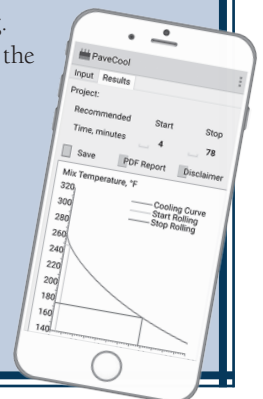 g.
the
PaveCool
Input Results
Project:
Recommended Start Stop
Time, minutes 4 78
Save PDF Report Disclaimer
Mix Temperature, °F
320
300
280
260
240
220
200
180
160
140
Cooling Curve
Start Rolling
Stop Rolling